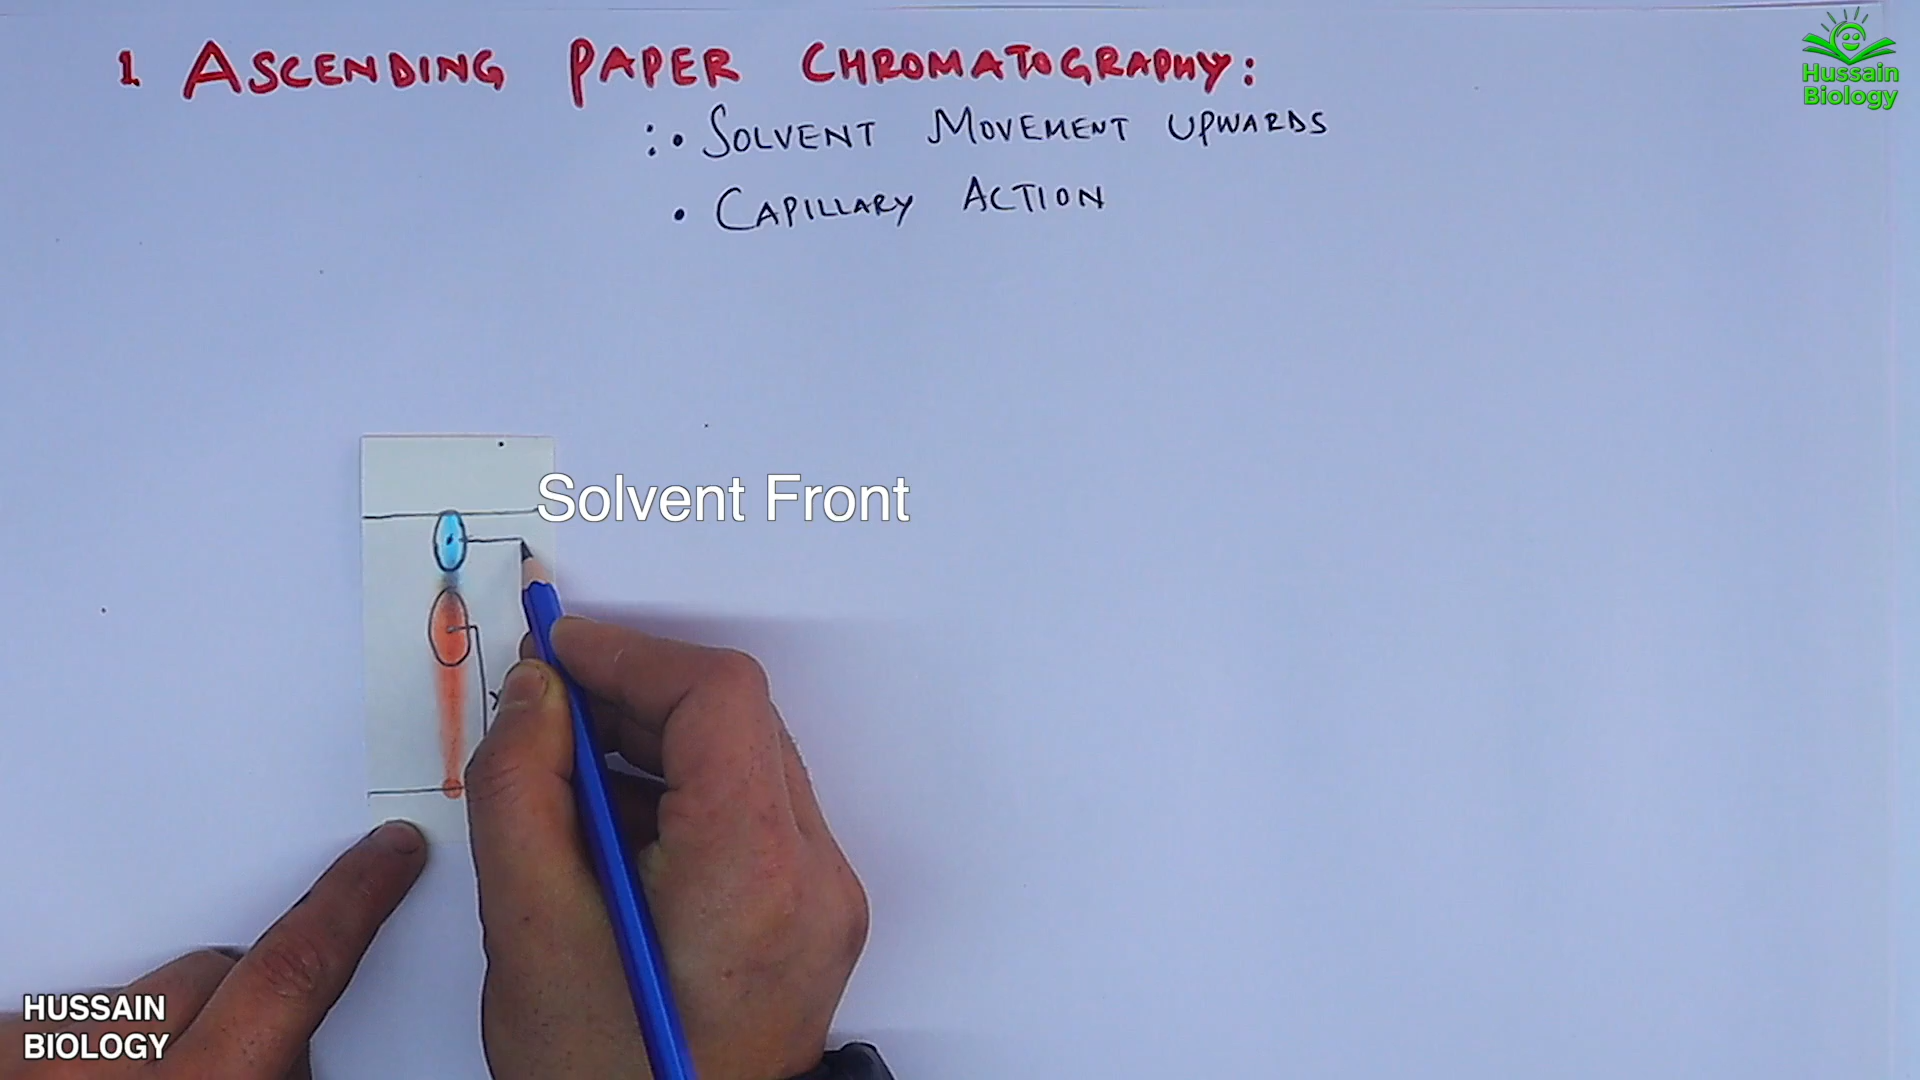 1. ASCENDING PAPER CHROMATOGRAPHY:
:• SOLVENT MOVEMENT UPWARDS
• CAPILLARY ACTION
Hussain
Biology
Solvent Front
X
HUSSAIN
BIOLOGY